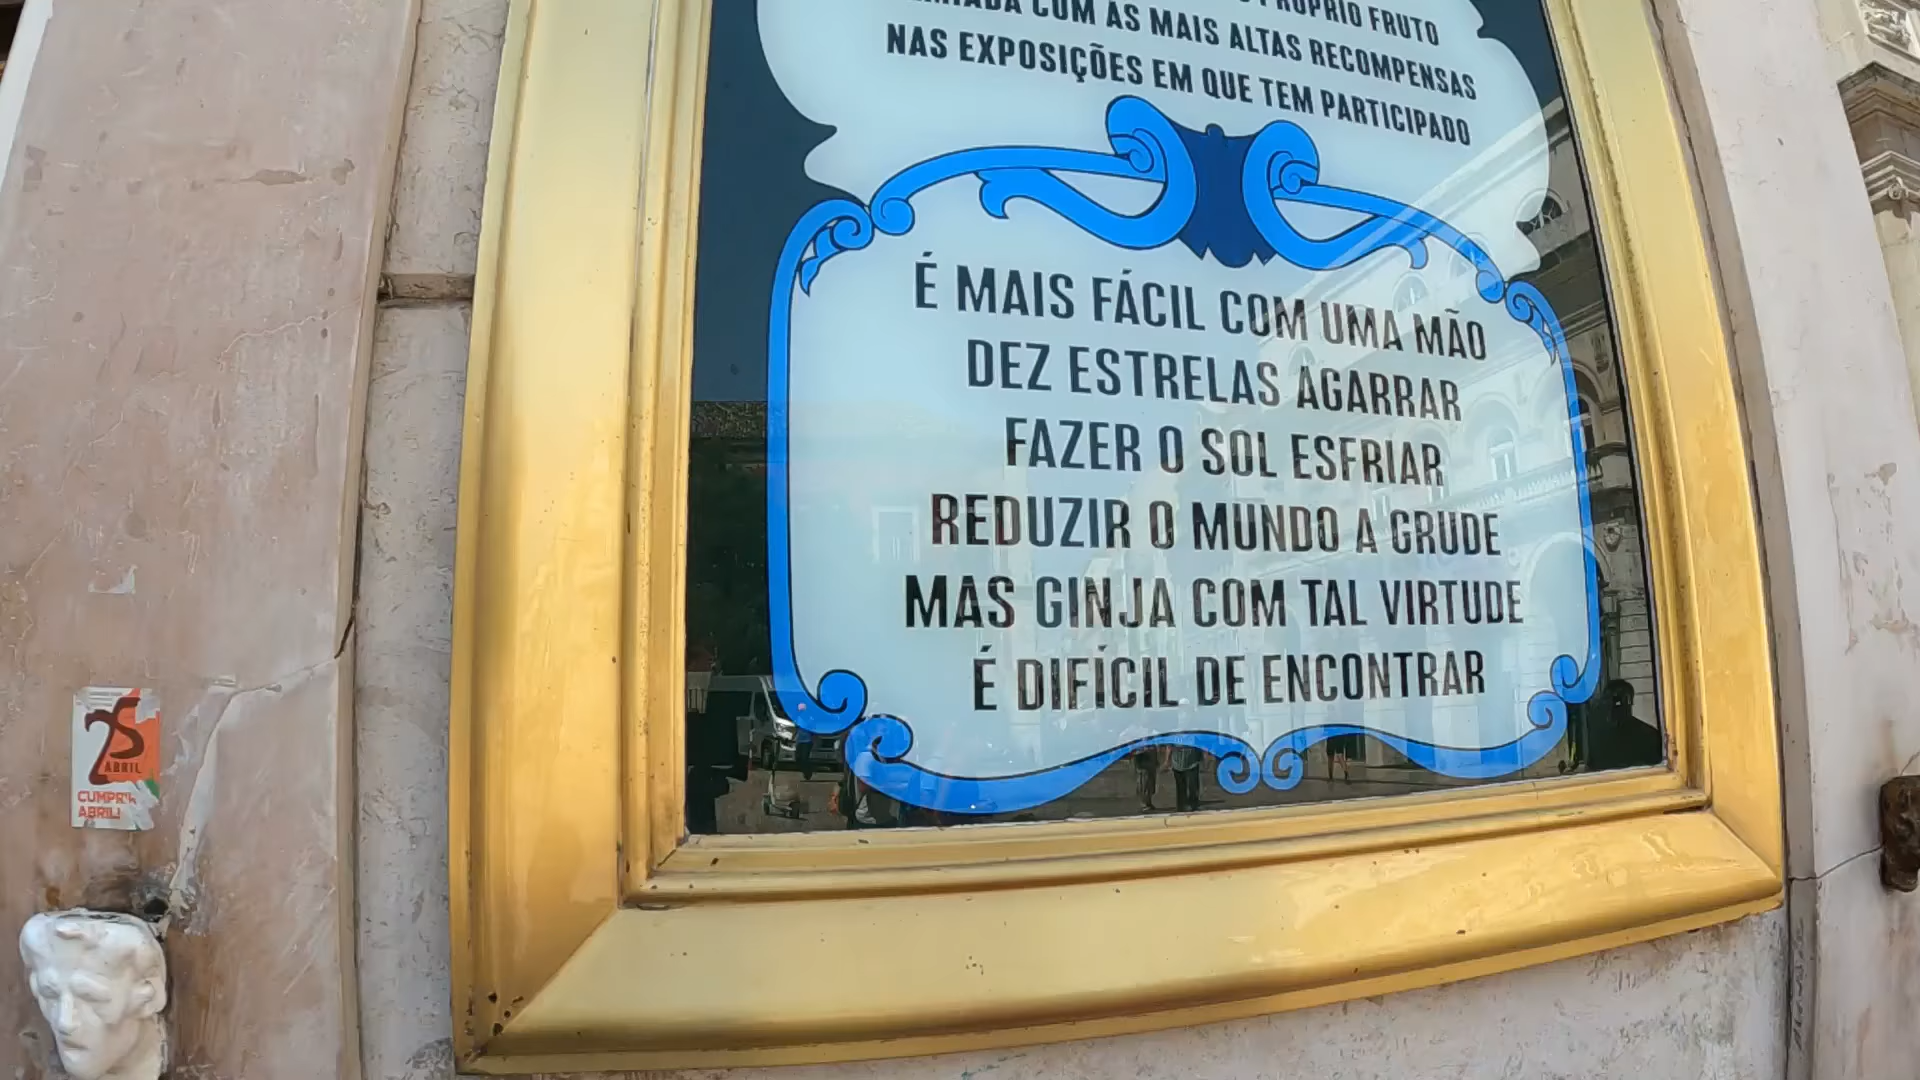 PRÓPRIO FRUTO
COM AS MAIS ALTAS RECOMPENSAS
NAS EXPOSIÇÕES EM QUE TEM PARTICIPADO
É MAIS FÁCIL COM UMA MÃO
DEZ ESTRELAS AGARRAR
FAZER O SOL ESFRIAR
REDUZIR O MUNDO A GRUDE
MAS GINJA COM TAL VIRTUDE
É DIFÍCIL DE ENCONTRAR
25
ABRIL
CUMPRIR
ABRIL!